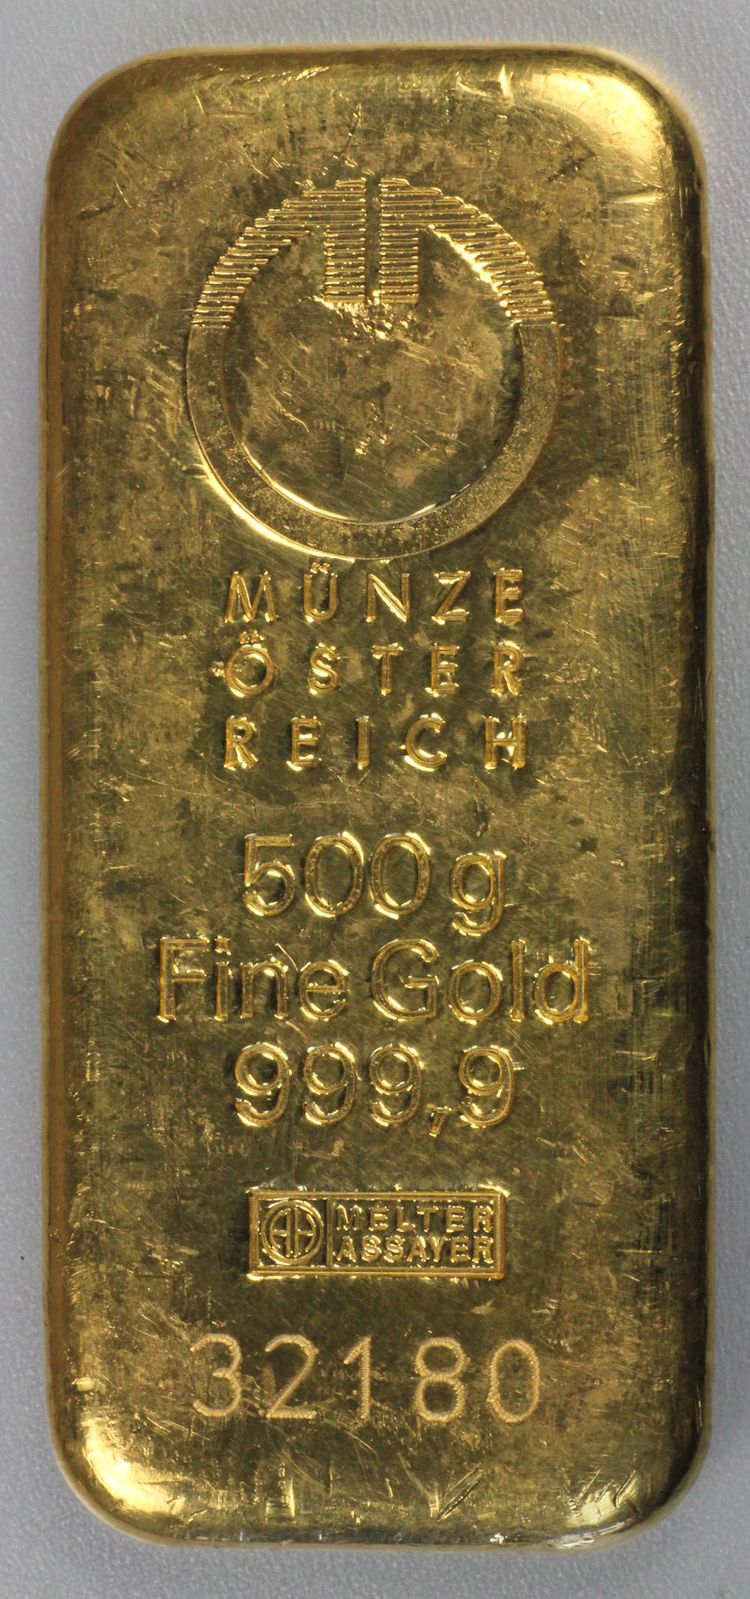 MÜNZE
ÖSTER
REICH
500g
Fine Gold
999,9
MELTER
ASSAYER
32180